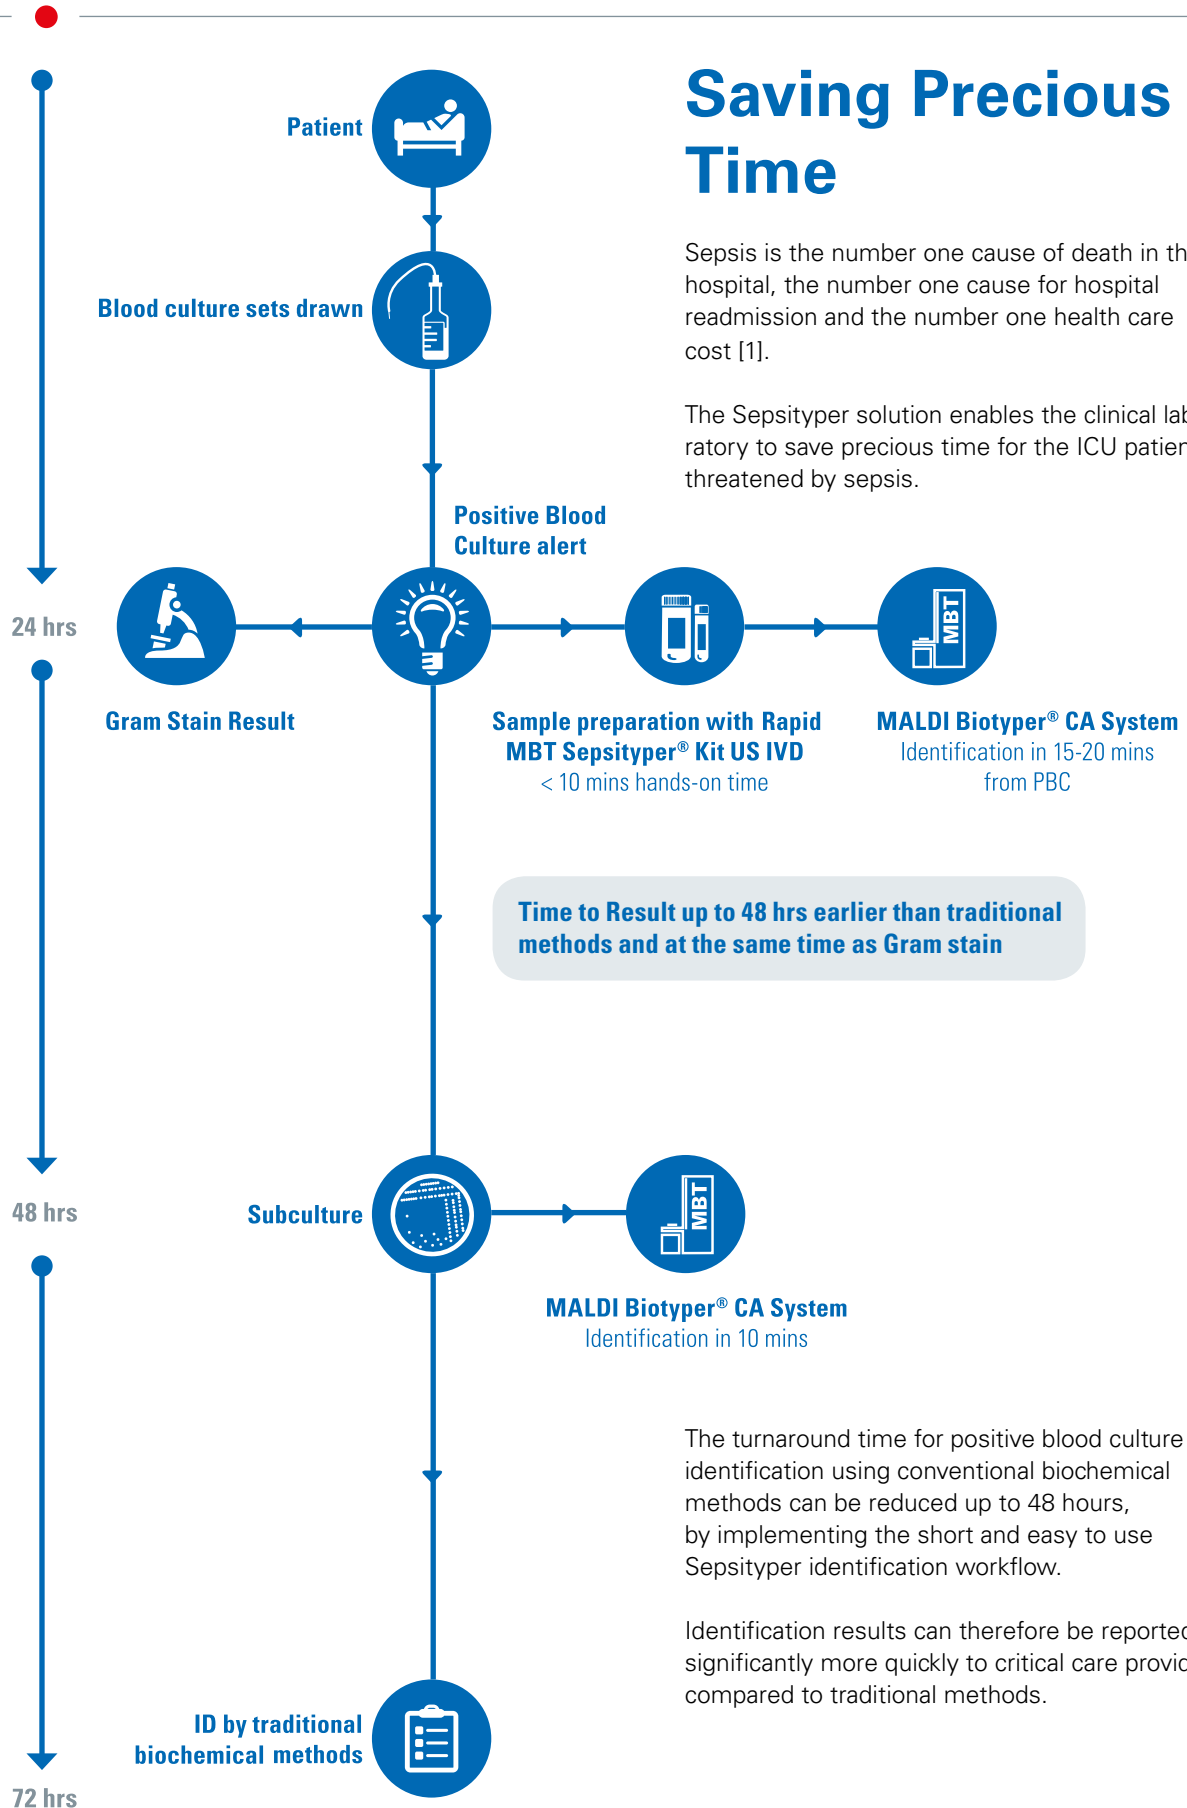 Saving Precious
Time
Patient
Sepsis is the number one cause of death in th
hospital, the number one cause for hospital
readmission and the number one health care
cost [1].
Blood culture sets drawn
The Sepsityper solution enables the clinical lab
ratory to save precious time for the ICU patien
threatened by sepsis.
Positive Blood
Culture alert
24 hrs
MBT
Gram Stain Result
Sample preparation with Rapid
MBT Sepsityper® Kit US IVD
< 10 mins hands-on time
MALDI Biotyper® CA System
Identification in 15-20 mins
from PBC
Time to Result up to 48 hrs earlier than traditional
methods and at the same time as Gram stain
48 hrs
Subculture
MBT
MALDI Biotyper® CA System
Identification in 10 mins
The turnaround time for positive blood culture
identification using conventional biochemical
methods can be reduced up to 48 hours,
by implementing the short and easy to use
Sepsityper identification workflow.
Identification results can therefore be reported
significantly more quickly to critical care provid
compared to traditional methods.
ID by traditional
biochemical methods
72 hrs